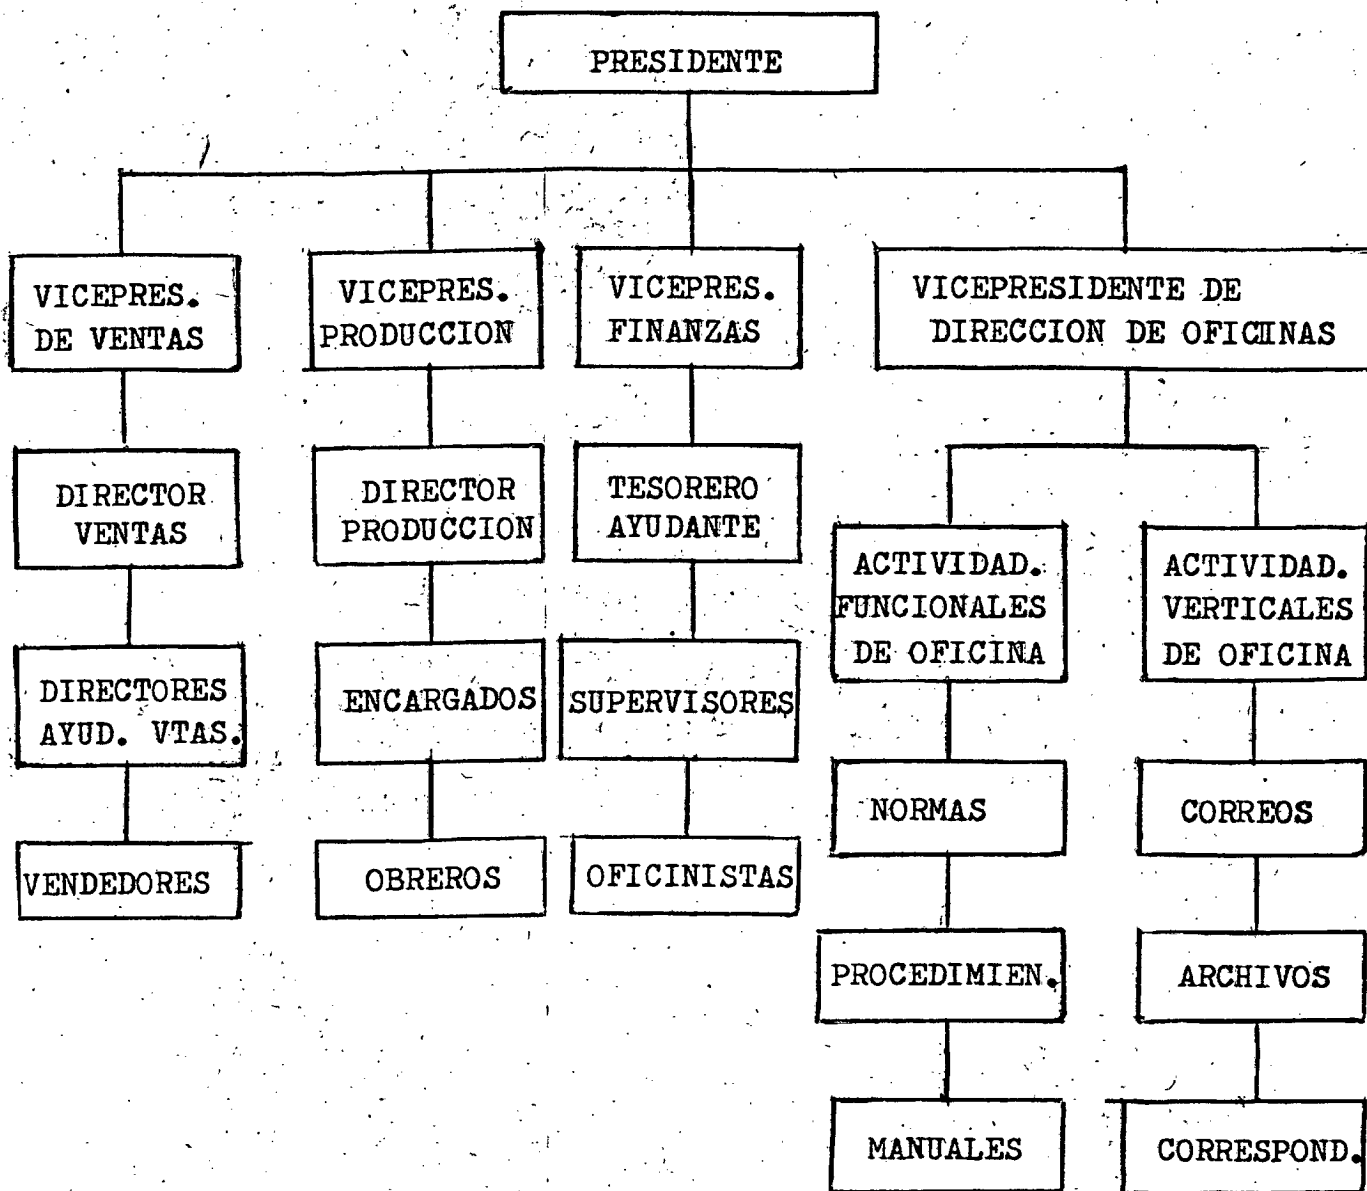 PRESIDENTE
VICEPRES.
DE VENTAS
VICEPRES.
PRODUCCION
VICEPRES.
FINANZAS
VICEPRESIDENTE DE
DIRECCION DE OFICIINAS
DIRECTOR
VENTAS
DIRECTOR
PRODUCCION
TESORERO
AYUDANTE
ACTIVIDAD.
FUNCIONALES
DE OFICINA
ACTIVIDAD.
VERTICALES
DE OFICINA
DIRECTORES
AYUD. VTAS.
ENCARGADOS
SUPERVISORES
NORMAS
CORREOS
VENDEDORES
OBREROS
OFICINISTAS
PROCEDIMIEN.
ARCHIVOS
MANUALES
CORRESPOND.